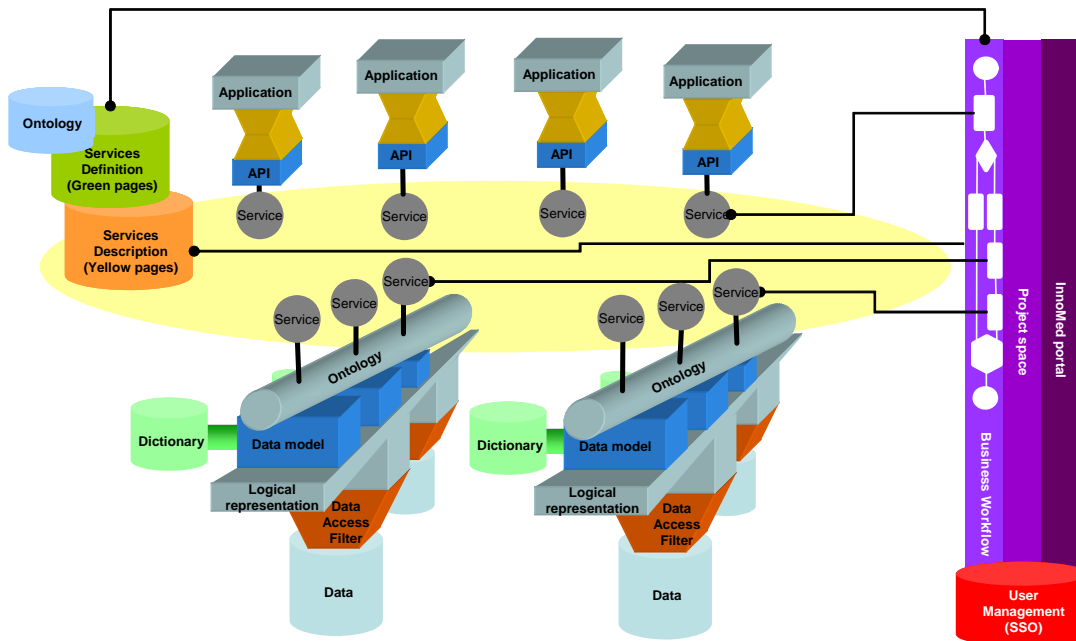 Application
Application
Application
Application
Ontology
Services
Definition
(Green pages)
API
API
API
API
Service
Service
Service
Service
Services
Description
(Yellow pages)
Service
Service
Service
Service
Service
Service
Ontology
Ontology
Dictionary
Data model
Dictionary
Data model
Logical
representation
Logical
representation
Data
Access
Filter
Data
Access
Filter
Data
Data
Business Workflow
Project space
InnoMed portal
User
Management
(SSO)